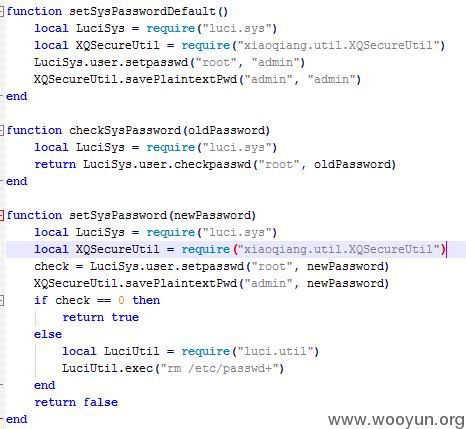 function setSysPasswordDefault()
    local LuciSys = require("luci.sys")
    local XQSecureUtil = require("xiaoqiang.util.XQSecureUtil")
    LuciSys.user.setpasswd("root", "admin")
    XQSecureUtil.savePlaintextPwd("admin", "admin")
end

function checkSysPassword(oldPassword)
    local LuciSys = require("luci.sys")
    return LuciSys.user.checkpasswd("root", oldPassword)
end

function setSysPassword(newPassword)
    local LuciSys = require("luci.sys")
    local XQSecureUtil = require("xiaoqiang.util.XQSecureUtil")
    check = LuciSys.user.setpasswd("root", newPassword)
    XQSecureUtil.savePlaintextPwd("admin", newPassword)
    if check == 0 then
        return true
    else
        local LuciUtil = require("luci.util")
        LuciUtil.exec("rm /etc/passwd+")
    end
    return false
end
www.wooyun.org